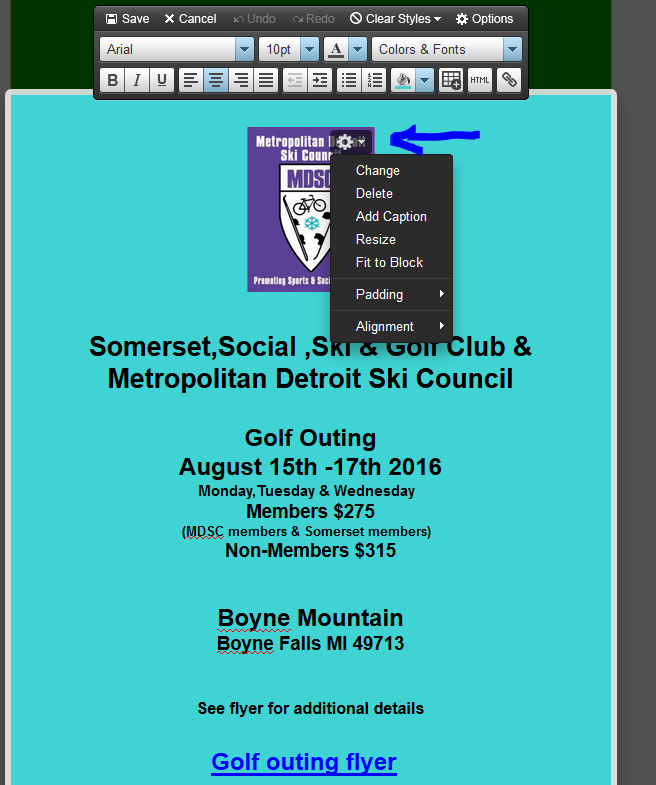 Save Cancel Undo Redo Clear Styles Options
Arial 10pt A Colors & Fonts
B I U HTML
Metropolitan D
Ski Counc
MDSC
Promoting Sports & Soci
Change
Delete
Add Caption
Resize
Fit to Block
Padding
Alignment
Somerset,Social ,Ski & Golf Club &
Metropolitan Detroit Ski Council
Golf Outing
August 15th -17th 2016
Monday,Tuesday & Wednesday
Members $275
(MDSC members & Somerset members)
Non-Members $315
Boyne Mountain
Boyne Falls MI 49713
See flyer for additional details
Golf outing flyer